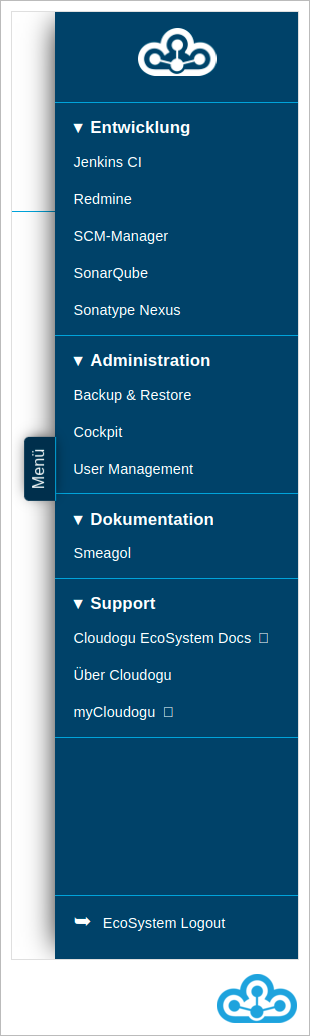 ▼ Entwicklung
Jenkins CI
Redmine
SCM-Manager
SonarQube
Sonatype Nexus
▼ Administration
Backup & Restore
Cockpit
User Management
Menü
▼ Dokumentation
Smeagol
▼ Support
Cloudogu EcoSystem Docs
Über Cloudogu
myCloudogu
EcoSystem Logout